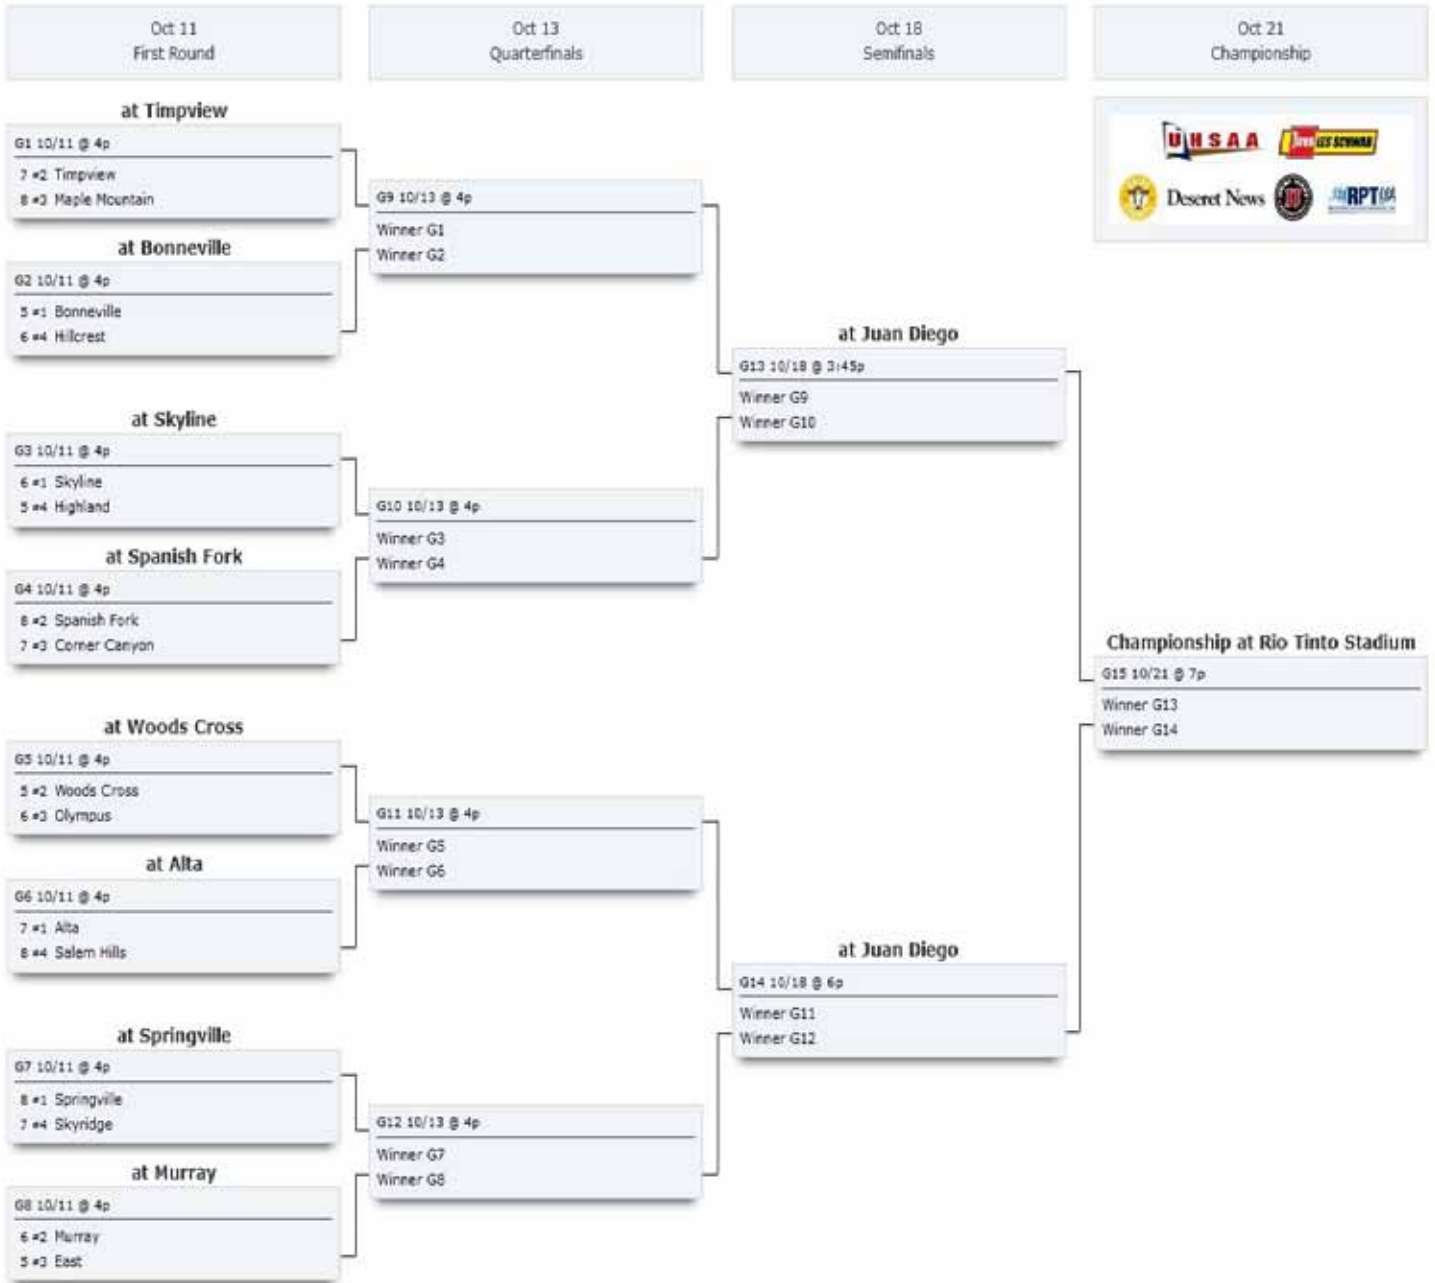 Oct 11
First Round
Oct 13
Quarterfinals
Oct 18
Semifinals
Oct 21
Championship
at Timpview
G1 10/11 @ 4p
7 #2 Timpview
8 #3 Maple Mountain
at Bonneville
G2 10/11 @ 4p
5 #1 Bonneville
6 #4 Hillcrest
at Skyline
G3 10/11 @ 4p
6 #1 Skyline
5 #4 Highland
at Spanish Fork
G4 10/11 @ 4p
8 #2 Spanish Fork
7 #3 Corner Canyon
at Woods Cross
G5 10/11 @ 4p
5 #2 Woods Cross
6 #3 Olympus
at Alta
G6 10/11 @ 4p
7 #1 Alta
8 #4 Salem Hills
at Springville
G7 10/11 @ 4p
8 #1 Springville
7 #4 Skyridge
at Murray
G8 10/11 @ 4p
6 #2 Murray
5 #3 East
G9 10/13 @ 4p
Winner G1
Winner G2
G10 10/13 @ 4p
Winner G3
Winner G4
G11 10/13 @ 4p
Winner G5
Winner G6
G12 10/13 @ 4p
Winner G7
Winner G8
at Juan Diego
G13 10/18 @ 3:45p
Winner G9
Winner G10
at Juan Diego
G14 10/18 @ 6p
Winner G11
Winner G12
UHSAA
LES SCHWAB
Deseret News
RPT
Championship at Rio Tinto Stadium
G15 10/21 @ 7p
Winner G13
Winner G14